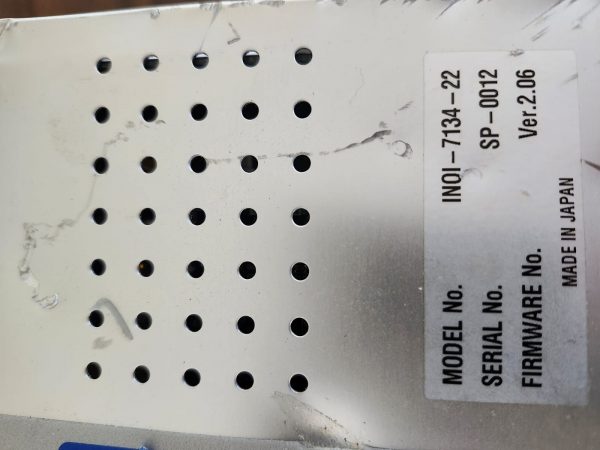 MODEL No. INOI-7134-22
SERIAL No. SP-0012
FIRMWARE No. Ver.2.06
MADE IN JAPAN